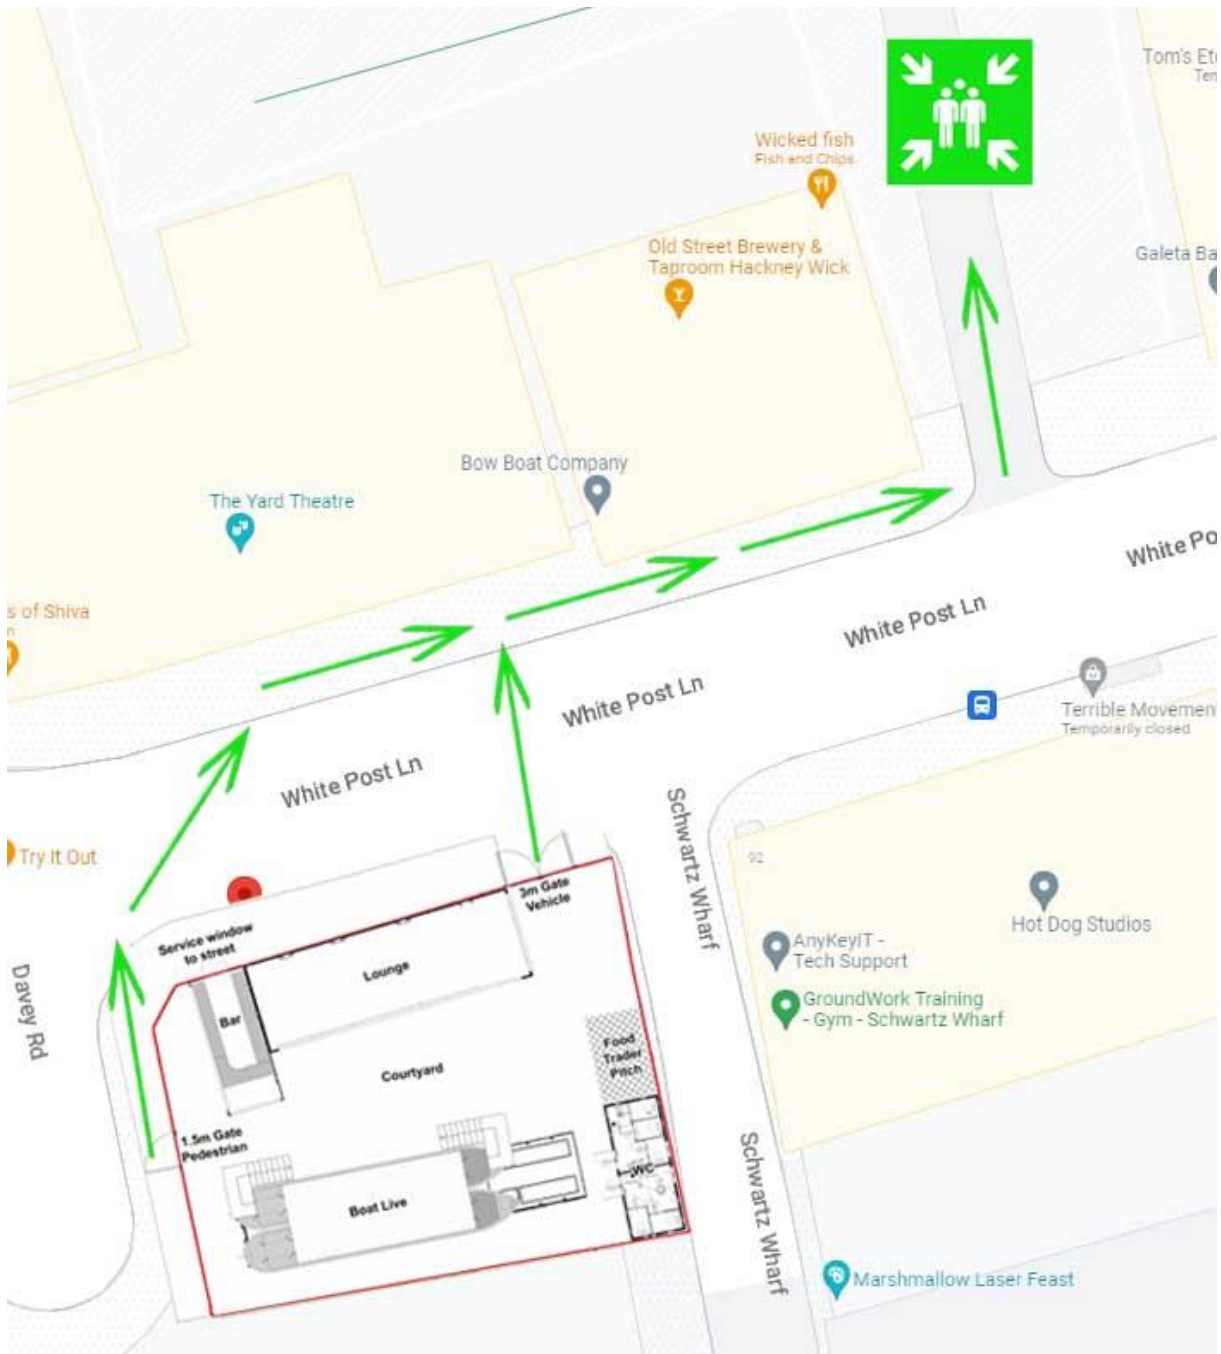 Tom's Et
Ten
Wicked fish
Fish and Chips
Old Street Brewery &
Taproom Hackney Wick
Galeta Ba
Bow Boat Company
The Yard Theatre
White Po
s of Shiva
White Post Ln
White Post Ln
Terrible Movemen
Temporarily closed
White Post Ln
Schwartz Wharf
Try It Out
92
3m Gate
Vehicle
Hot Dog Studios
Service window
to street
AnyKeyIT -
Tech Support
Lounge
Davey Rd
GroundWork Training
- Gym - Schwartz Wharf
Bar
Food
Trader
Pitch
Courtyard
1.5m Gate
Pedestrian
WC
Schwartz Wharf
Boat Live
Marshmallow Laser Feast